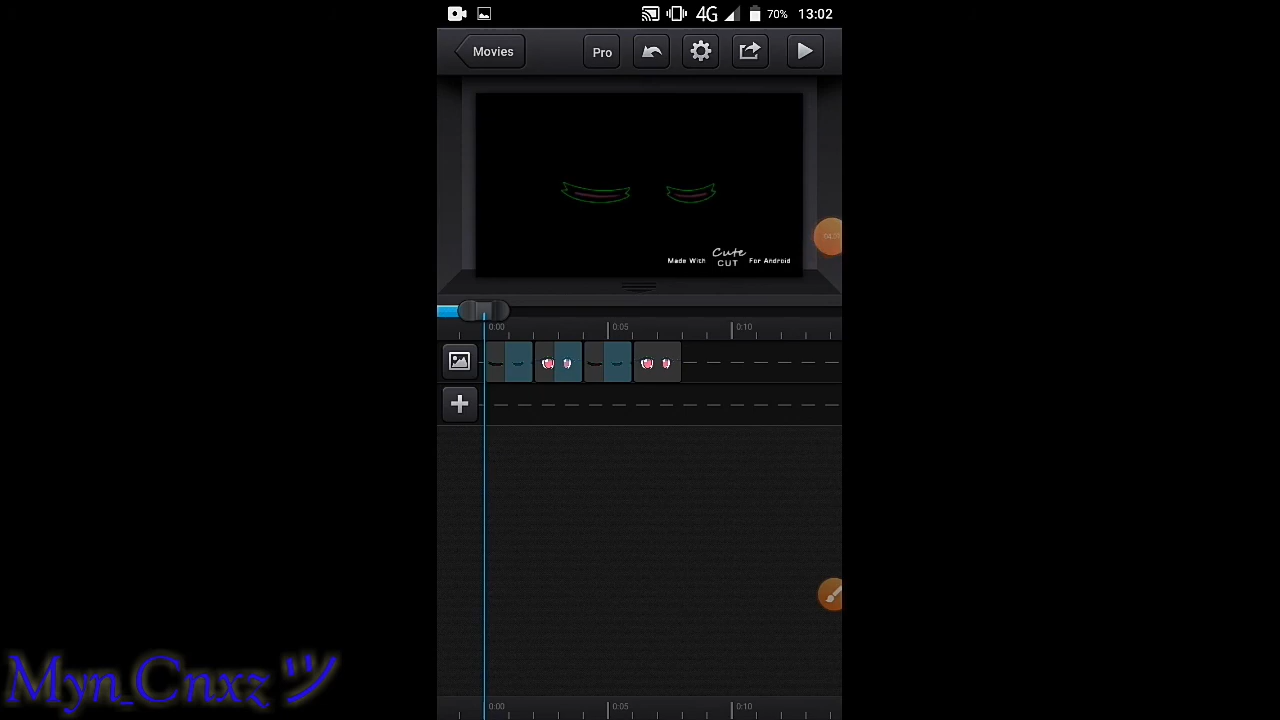 4G 70% 13:02
Movies Pro
Made With Cute CUT For Android
0:00 0:05 0:10
Myn_Cnxz ツ
0:00 0:05 0:10